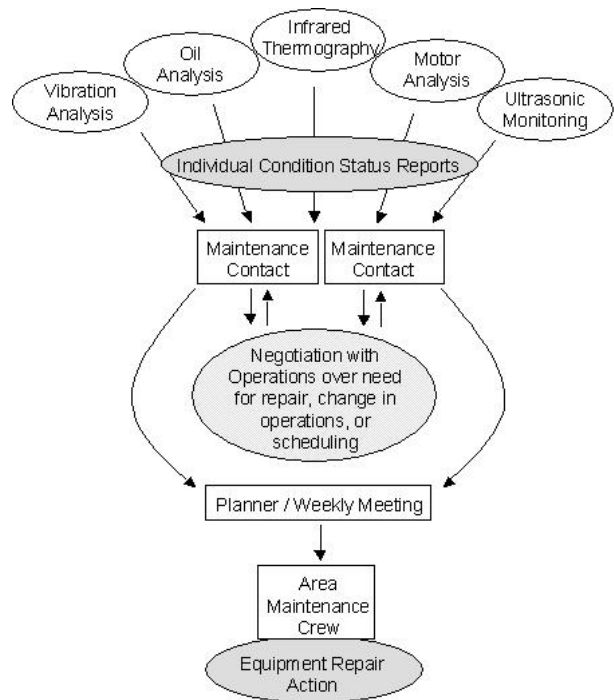 Infrared
Thermography
Oil
Analysis
Motor
Analysis
Vibration
Analysis
Ultrasonic
Monitoring
Individual Condition Status Reports
Maintenance
Contact
Maintenance
Contact
Negotiation with
Operations over need
for repair, change in
operations, or
scheduling
Planner / Weekly Meeting
Area
Maintenance
Crew
Equipment Repair
Action